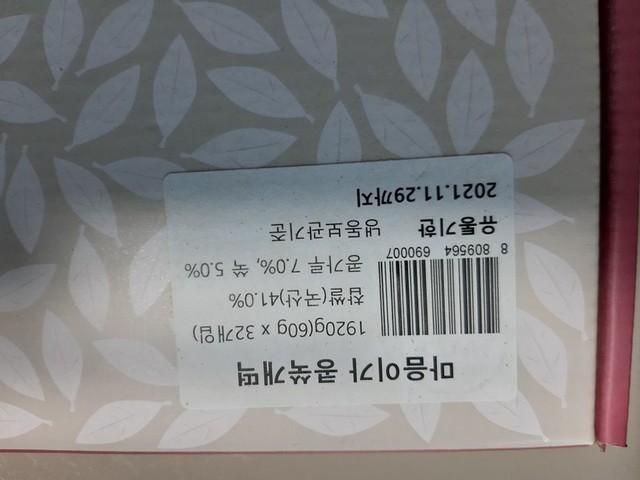 마음이가 콩쑥개떡
1920g(60g x 32개입)
찹쌀(국산)41.0%
콩가루 7.0%, 쑥 5.0%
8 809564 690007
유통기한 냉동보관기준
2021.11.29까지